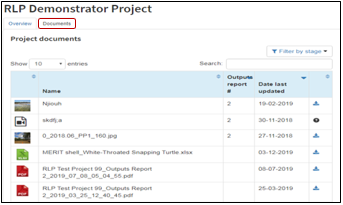 RLP Demonstrator Project
Overview Documents
Project documents
Filter by stage
Show 10 entries Search:
Name Outputs report # Date last updated
Njiouh 2 19-02-2019
skdfj.a 2 30-11-2018
0_2018.06_PP1_160.jpg 2 27-11-2018
MERIT shell_White-Throated Snapping Turtle.xlsx 03-12-2019
RLP Test Project 99_Outputs Report 2_2019_07_08_05_04_55.pdf 08-07-2019
RLP Test Project 99_Outputs Report 2_2019_03_25_12_40_45.pdf 25-03-2019